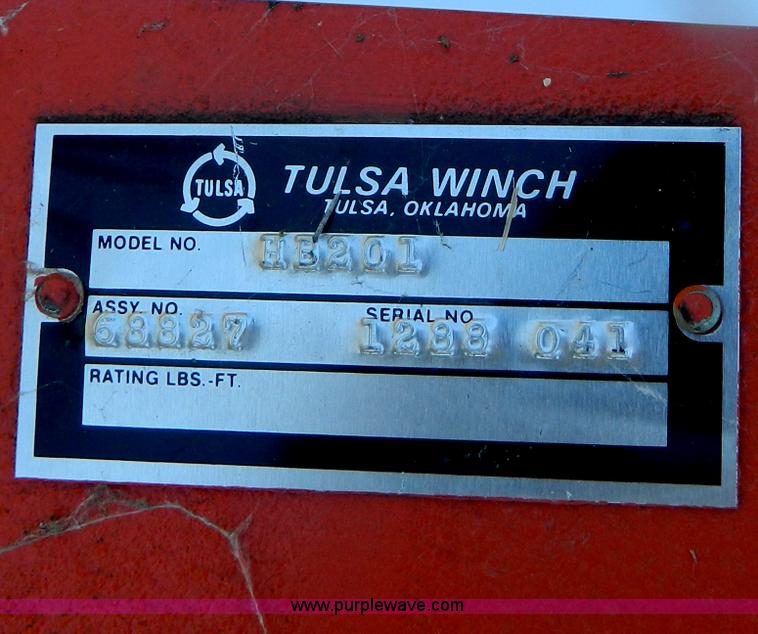 TULSA
TULSA WINCH
TULSA, OKLAHOMA
MODEL NO. HB201
ASSY. NO. SERIAL NO
68827 1288 041
RATING LBS.-FT.
www.purplewave.com